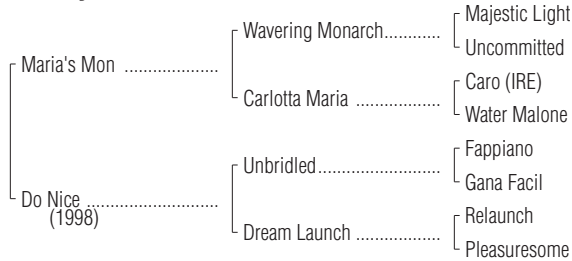 Majestic Light
Wavering Monarch............
Uncommitted
Maria's Mon ....................
Caro (IRE)
Carlotta Maria ..................
Water Malone
Fappiano
Unbridled..........................
Gana Facil
Do Nice ............................
(1998)
Relaunch
Dream Launch ..................
Pleasuresome